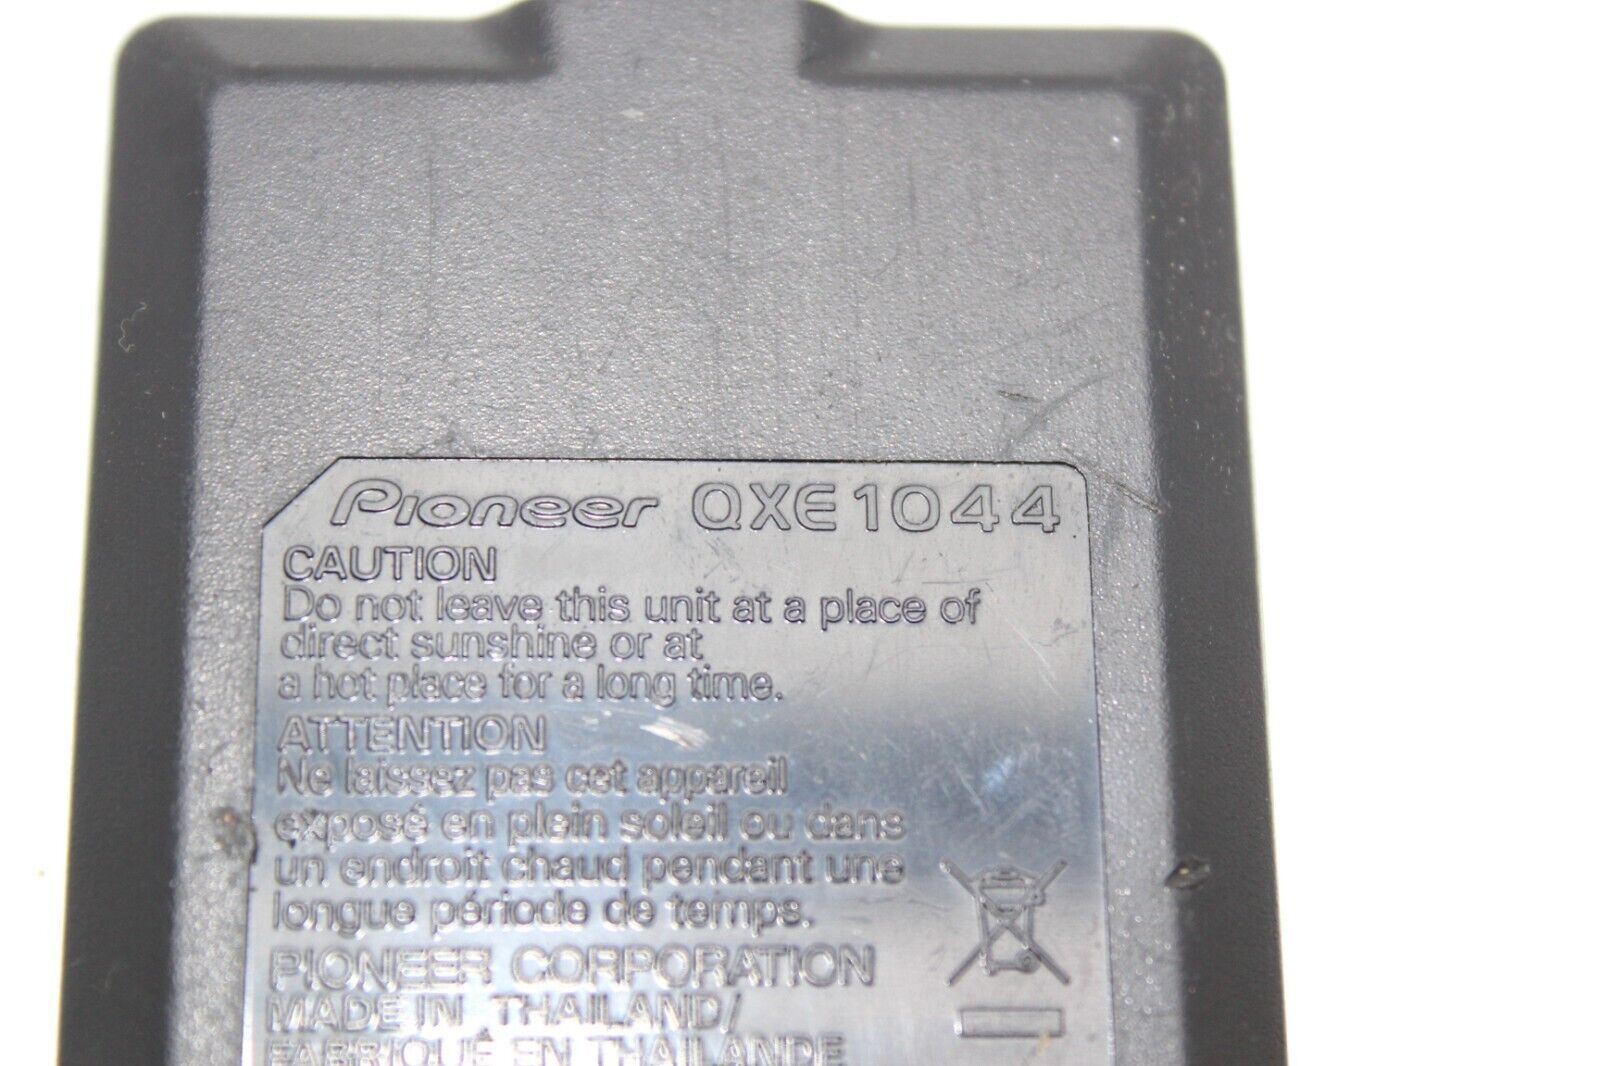 Pioneer QXE1044
CAUTION
Do not leave this unit at a place of
direct sunshine or at
a hot place for a long time.
ATTENTION
Ne laissez pas cet appareil
exposé en plein soleil ou dans
un endroit chaud pendant une
longue période de temps.
PIONEER CORPORATION
MADE IN THAILAND/
FABRIQUÉ EN THAILANDE